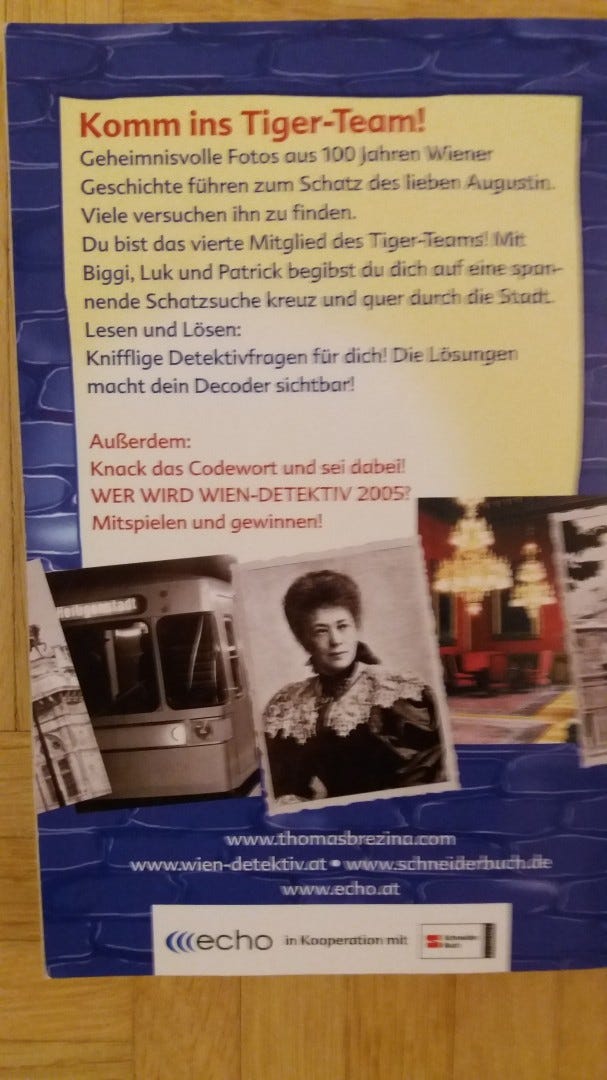 Komm ins Tiger-Team!
Geheimnisvolle Fotos aus 100 Jahren Wiener
Geschichte führen zum Schatz des lieben Augustin.
Viele versuchen ihn zu finden.
Du bist das vierte Mitglied des Tiger-Teams! Mit
Biggi, Luk und Patrick begibst du dich auf eine span-
nende Schatzsuche kreuz und quer durch die Stadt.
Lesen und Lösen:
Knifflige Detektivfragen für dich! Die Lösungen
macht dein Decoder sichtbar!
Außerdem:
Knack das Codewort und sei dabei!
WER WIRD WIEN-DETEKTIV 2005?
Mitspielen und gewinnen!
Heiligenstadt
www.thomasbrezina.com
www.wien-detektiv.at • www.schneiderbuch.de
www.echo.at
echo in Kooperation mit Schneider
Buch